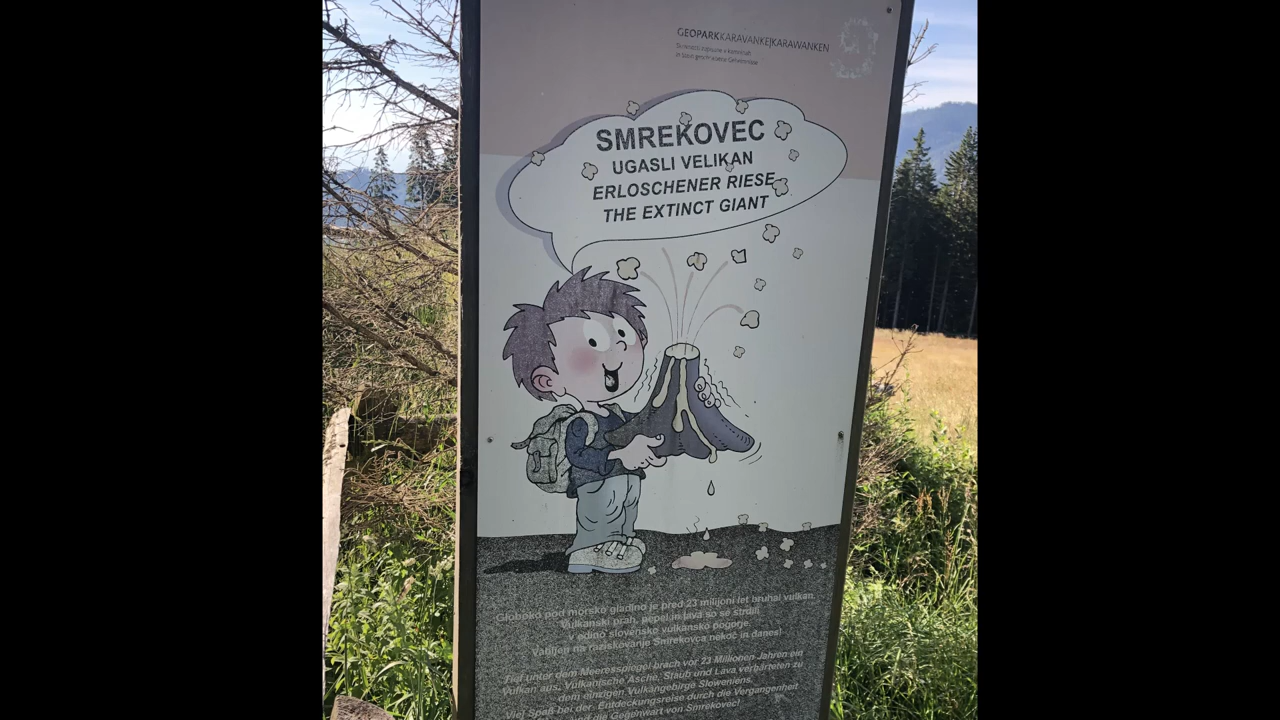 GEOPARKKARAVANKE|KARAWANKEN
SMREKOVEC
UGASLI VELIKAN
ERLOSCHENER RIESE
THE EXTINCT GIANT
Globoko pod morsko gladino je pred 23 milijoni let bruhal vulkan.
Vulkanski prah, pepel in lava so se strdili
v edino slovensko vulkansko pogorje.
Vabljen na raziskovanje Smrekovca nekoč in danes!
Tief unter dem Meeresspiegel brach vor 23 Millionen Jahren ein
Vulkan aus. Vulkanische Asche, Staub und Lava verhärteten zu
dem einzigen Vulkangebirge Sloweniens.
Viel Spaß bei der Entdeckungsreise durch die Vergangenheit
und die Gegenwart von Smrekovec!